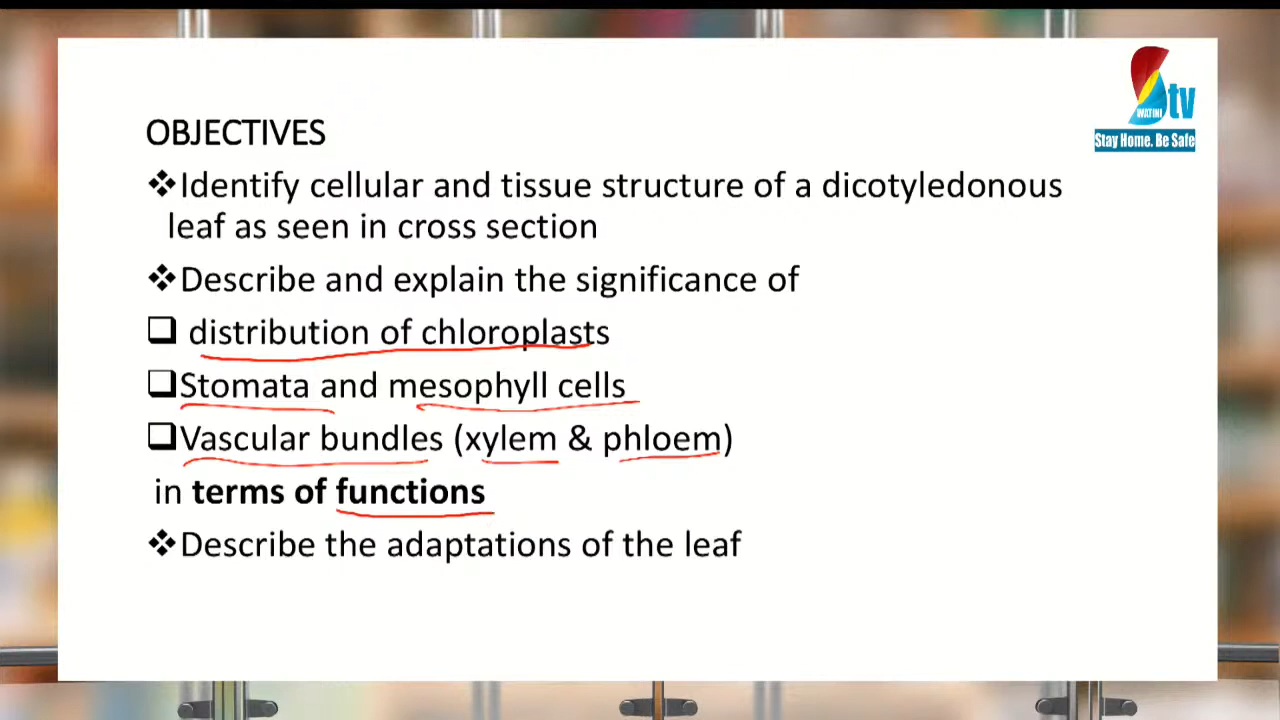 WATINI
tv
Stay Home. Be Safe
OBJECTIVES
❖Identify cellular and tissue structure of a dicotyledonous
leaf as seen in cross section
❖Describe and explain the significance of
❑ distribution of chloroplasts
❑Stomata and mesophyll cells
❑Vascular bundles (xylem & phloem)
in terms of functions
❖Describe the adaptations of the leaf